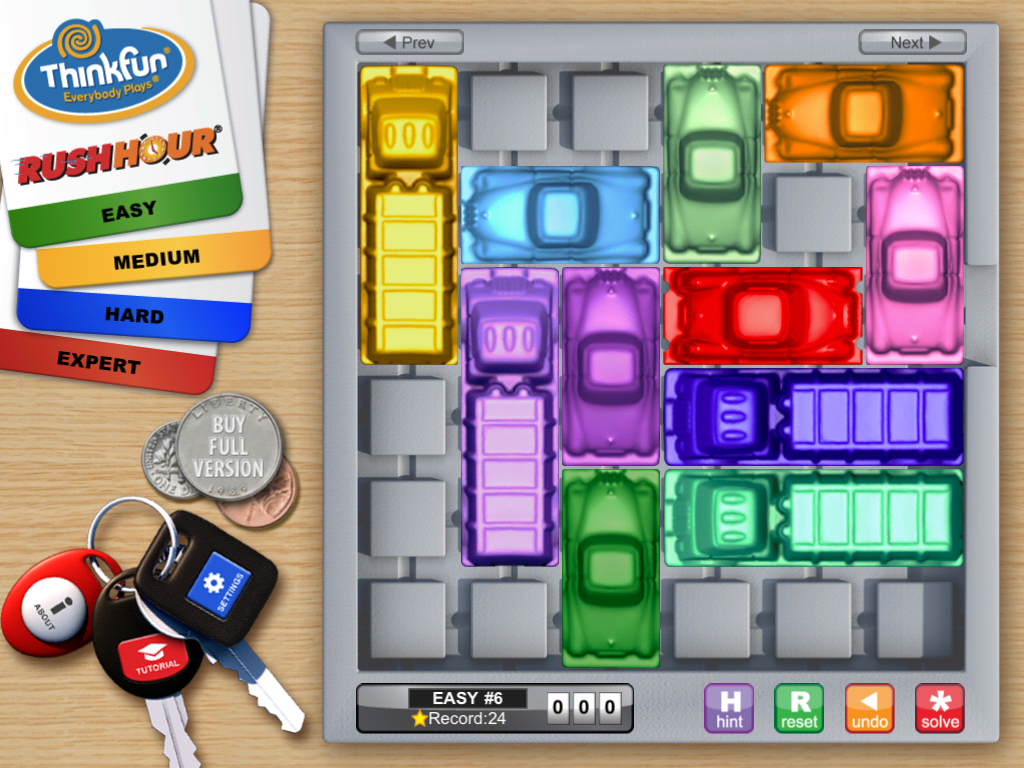 Prev
Next
ThinkFun®
Everybody Plays®
RUSH HOUR®
EASY
MEDIUM
HARD
EXPERT
LIBERTY
BUY
FULL
VERSION
SETTINGS
i
ABOUT
TUTORIAL
EASY #6
Record:24
000
H
hint
R
reset
undo
*
solve